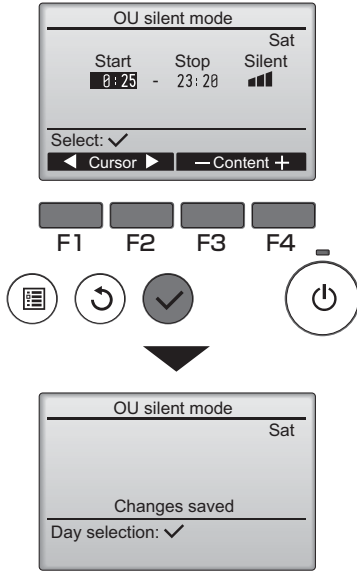 OU silent mode
Sat
Start Stop Silent
0:25 - 23:20
Select: ✓
◀ Cursor ▶ − Content +
F1 F2 F3 F4
OU silent mode
Sat
Changes saved
Day selection: ✓